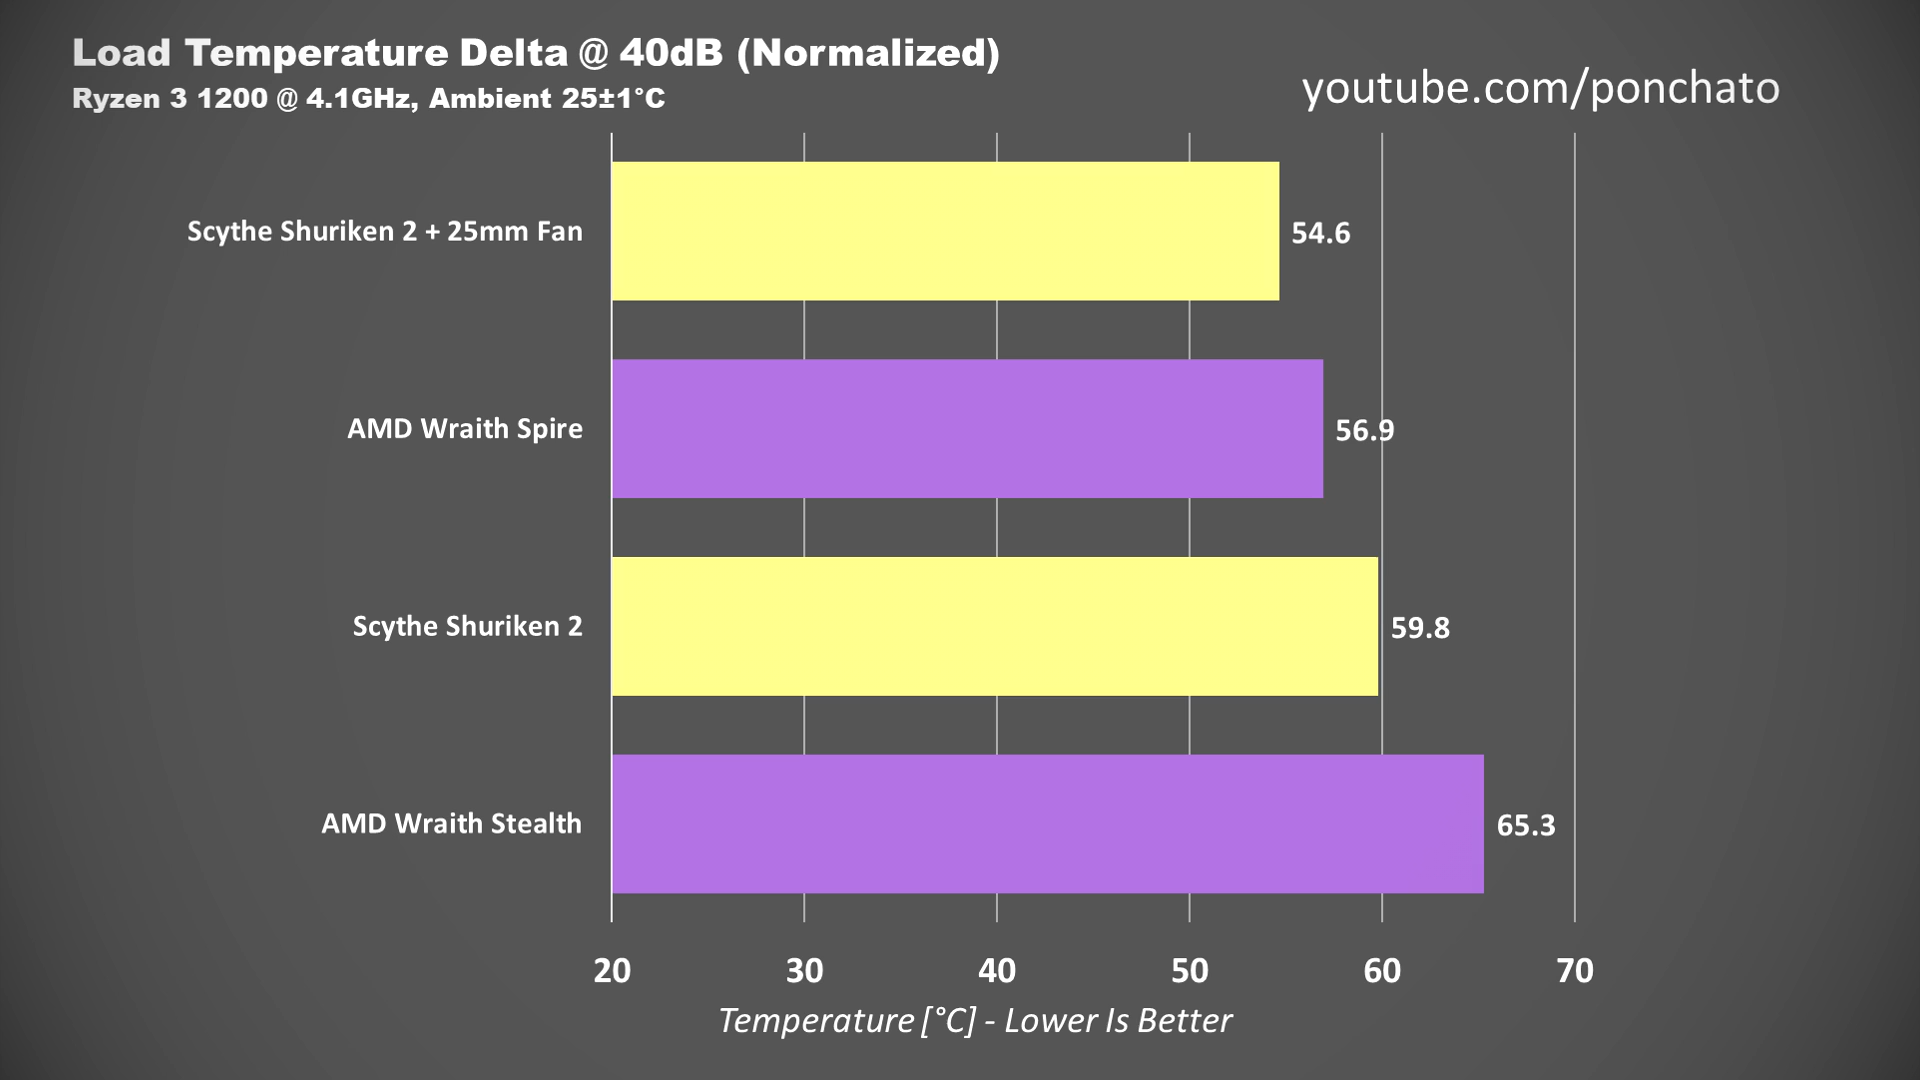 Load Temperature Delta @ 40dB (Normalized)
Ryzen 3 1200 @ 4.1GHz, Ambient 25±1°C
youtube.com/ponchato
Scythe Shuriken 2 + 25mm Fan
54.6
AMD Wraith Spire
56.9
Scythe Shuriken 2
59.8
AMD Wraith Stealth
65.3
20 30 40 50 60 70
Temperature [°C] - Lower Is Better